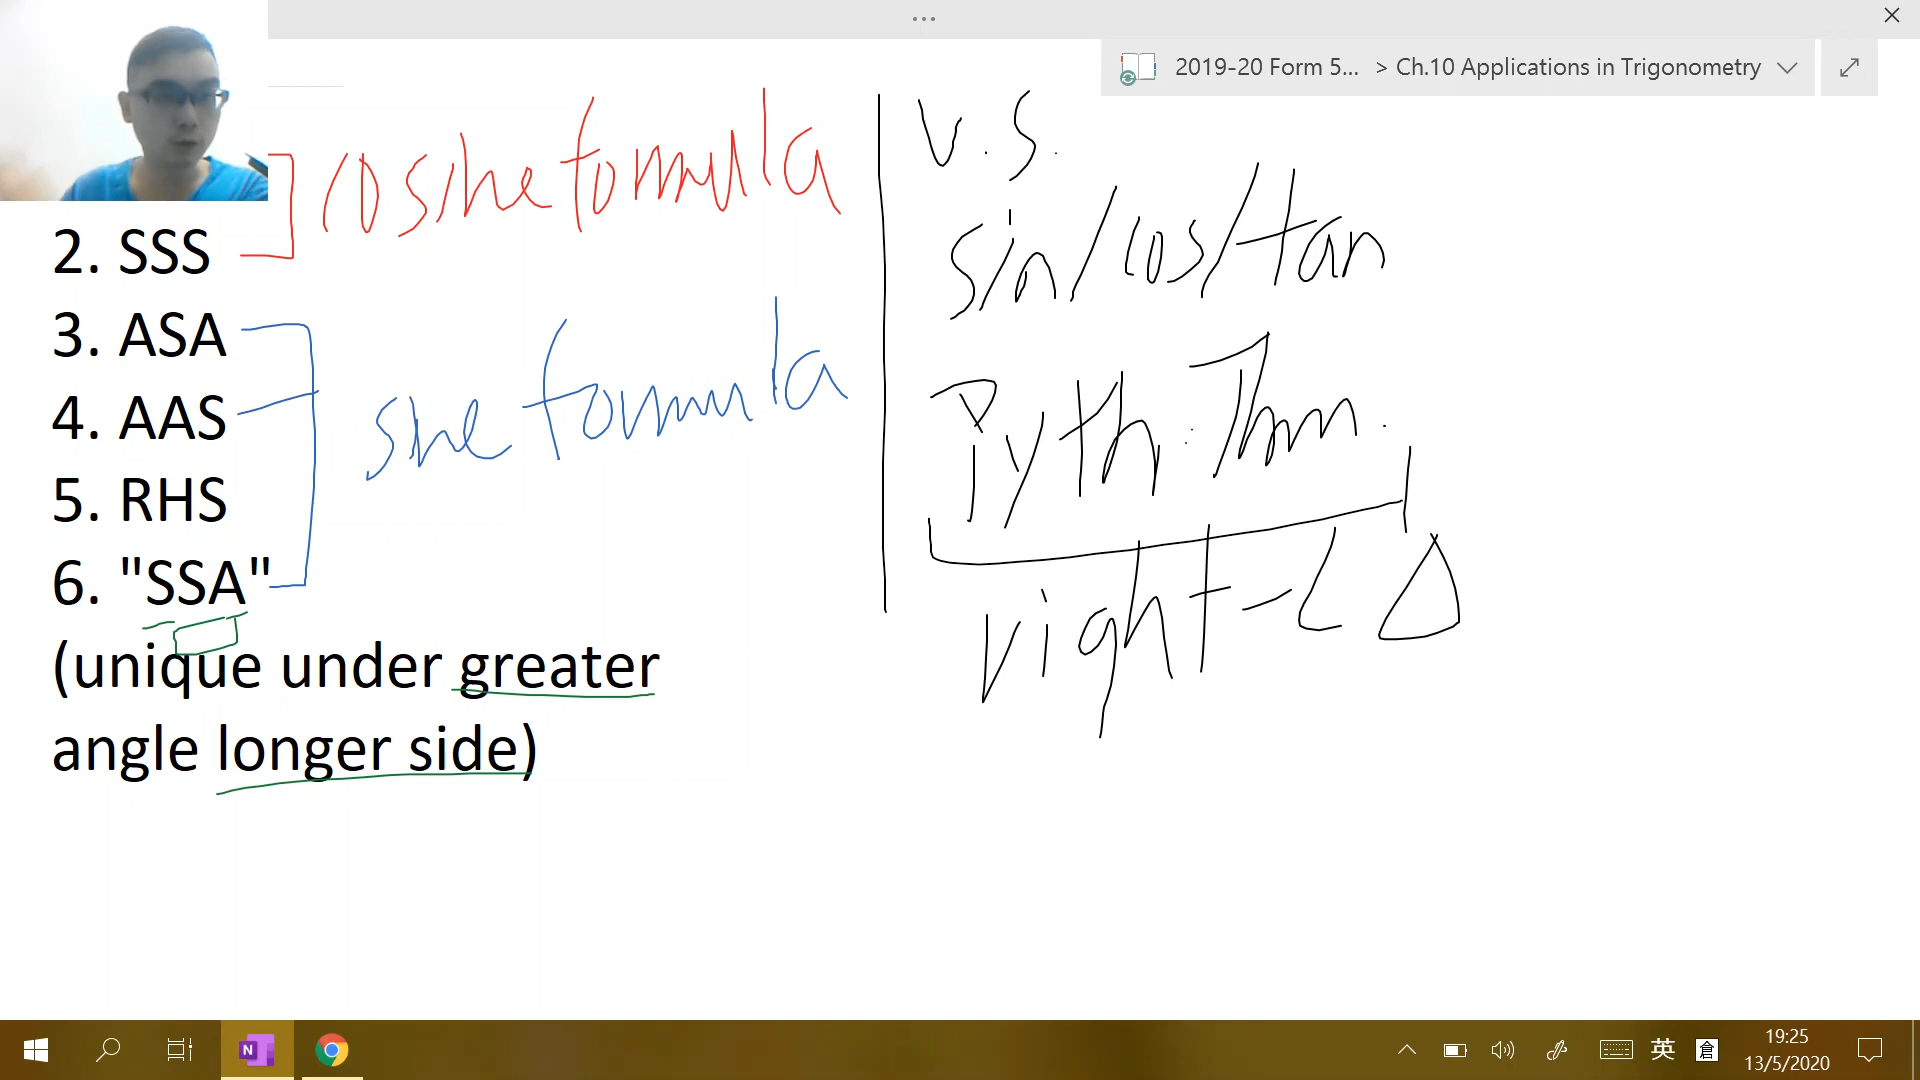 2019-20 Form 5... > Ch.10 Applications in Trigonometry
cosine formula
2. SSS
3. ASA
4. AAS
sine formula
5. RHS
6. "SSA"
(unique under greater
angle longer side)
v.s.
sin/cos/tan
Pyth. Thm.
right-∠ Δ
N
英
倉
19:25
13/5/2020